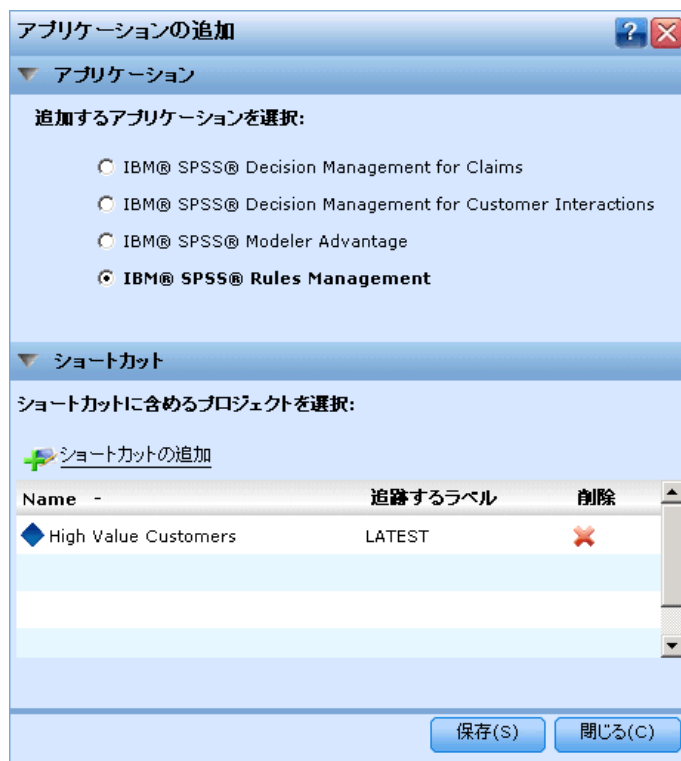 アプリケーションの追加
?
アプリケーション
追加するアプリケーションを選択:
IBM® SPSS® Decision Management for Claims
IBM® SPSS® Decision Management for Customer Interactions
IBM® SPSS® Modeler Advantage
IBM® SPSS® Rules Management
ショートカット
ショートカットに含めるプロジェクトを選択:
ショートカットの追加
Name - 追跡するラベル 削除
High Value Customers LATEST
保存(S) 閉じる(C)